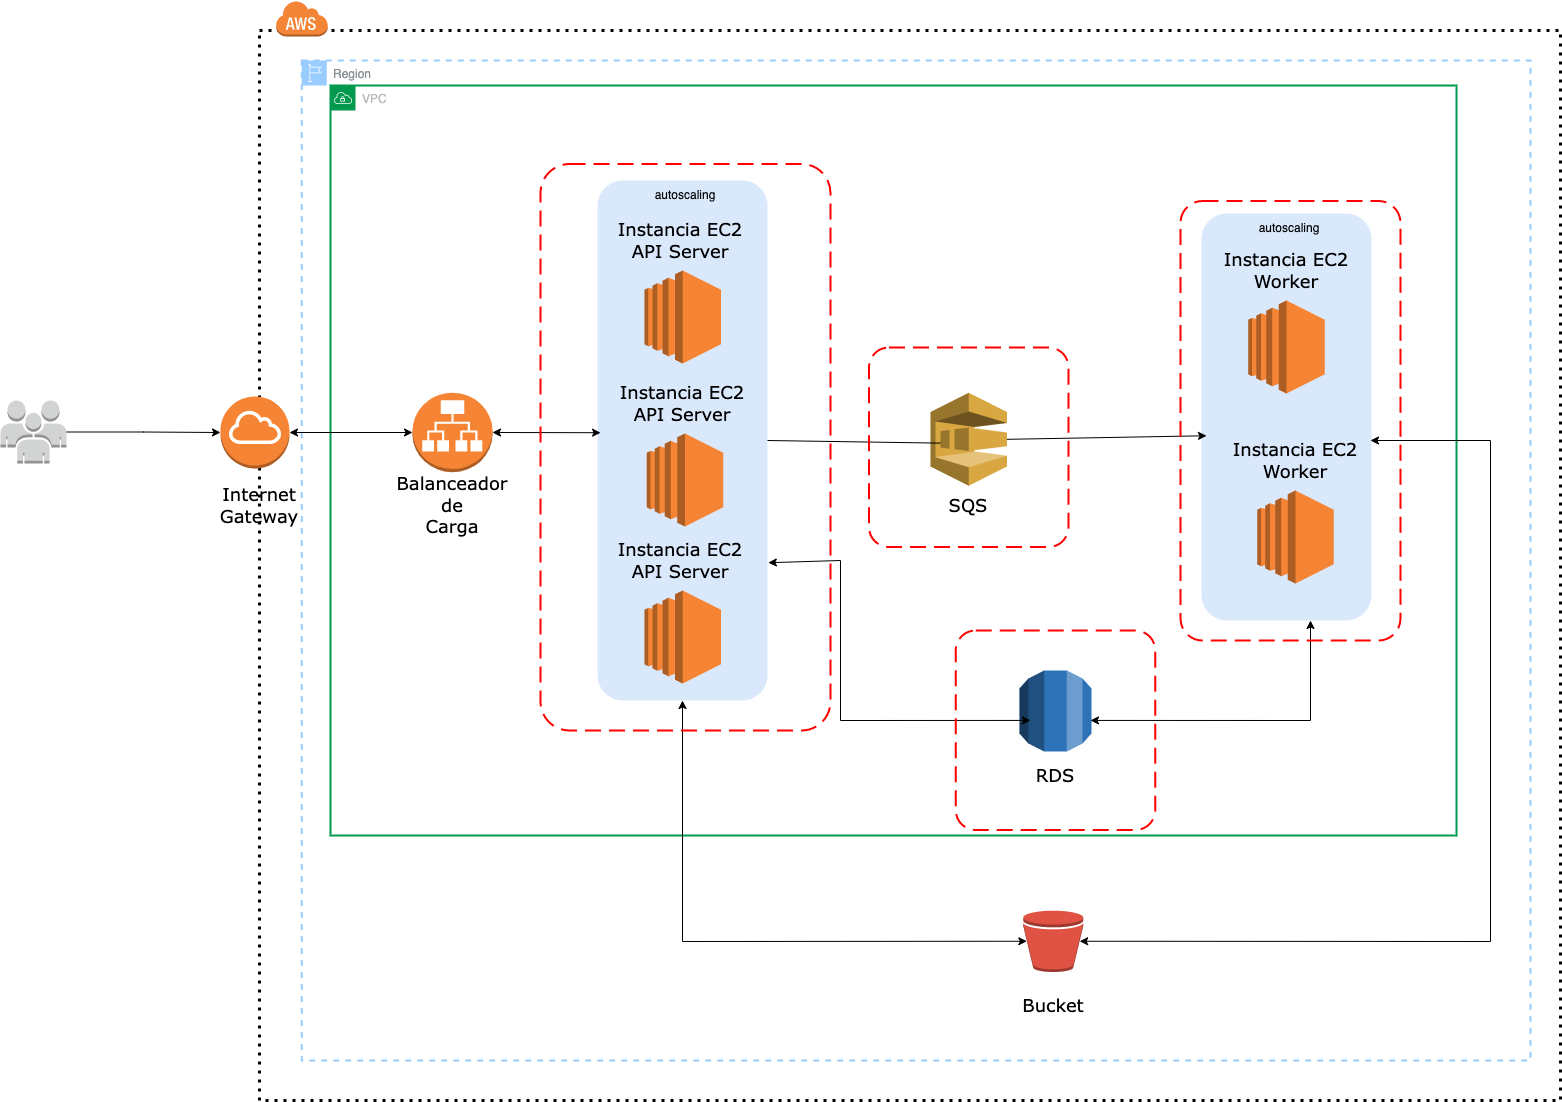 AWS
Region
VPC
autoscaling
Instancia EC2
API Server
Instancia EC2
API Server
Instancia EC2
API Server
autoscaling
Instancia EC2
Worker
Instancia EC2
Worker
Internet
Gateway
Balanceador
de
Carga
SQS
RDS
Bucket